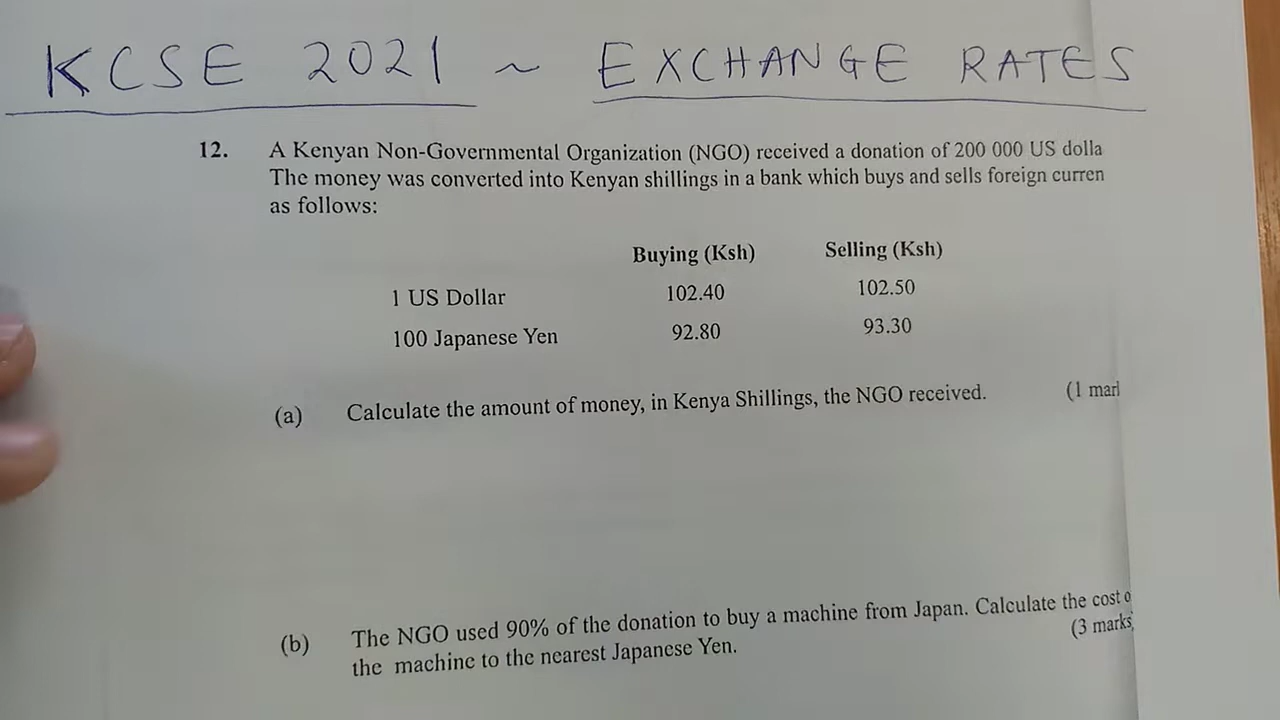 KCSE 2021 ~ EXCHANGE RATES
12. A Kenyan Non-Governmental Organization (NGO) received a donation of 200 000 US dolla
The money was converted into Kenyan shillings in a bank which buys and sells foreign curren
as follows:
Buying (Ksh) Selling (Ksh)
1 US Dollar 102.40 102.50
100 Japanese Yen 92.80 93.30
(a) Calculate the amount of money, in Kenya Shillings, the NGO received. (1 marl
(b) The NGO used 90% of the donation to buy a machine from Japan. Calculate the cost o
the machine to the nearest Japanese Yen. (3 marks